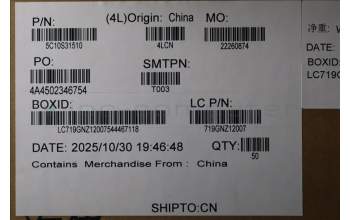 P/N:
(4L)Origin: China
MO:
5C10S31510
4LCN
22260874
PO:
SMTPN:
4A4502346754
T003
BOXID:
LC P/N:
LC719GNZ12007544467118
719GNZ12007
DATE: 2025/10/30 19:46:48
QTY:
50
Contains Merchandise From : China
SHIPTO:CN
净重:
DATE:
BOXID:
LC719GN